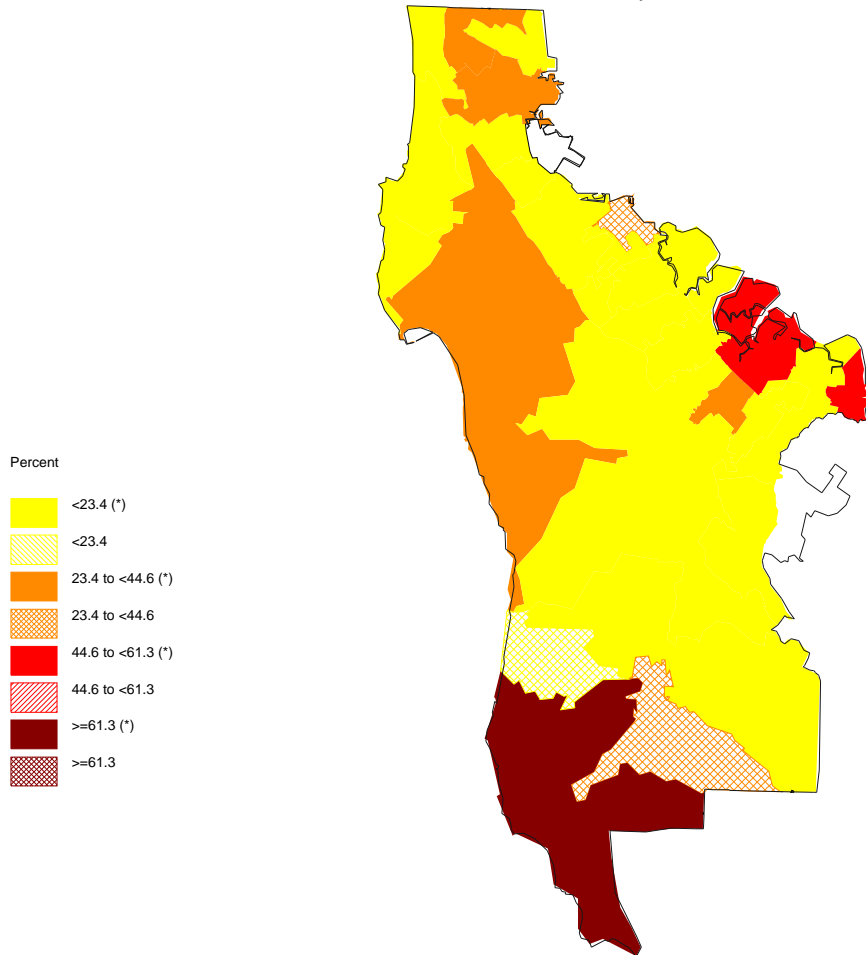 Percent
<23.4 (*)
<23.4
23.4 to <44.6 (*)
23.4 to <44.6
44.6 to <61.3 (*)
44.6 to <61.3
>=61.3 (*)
>=61.3